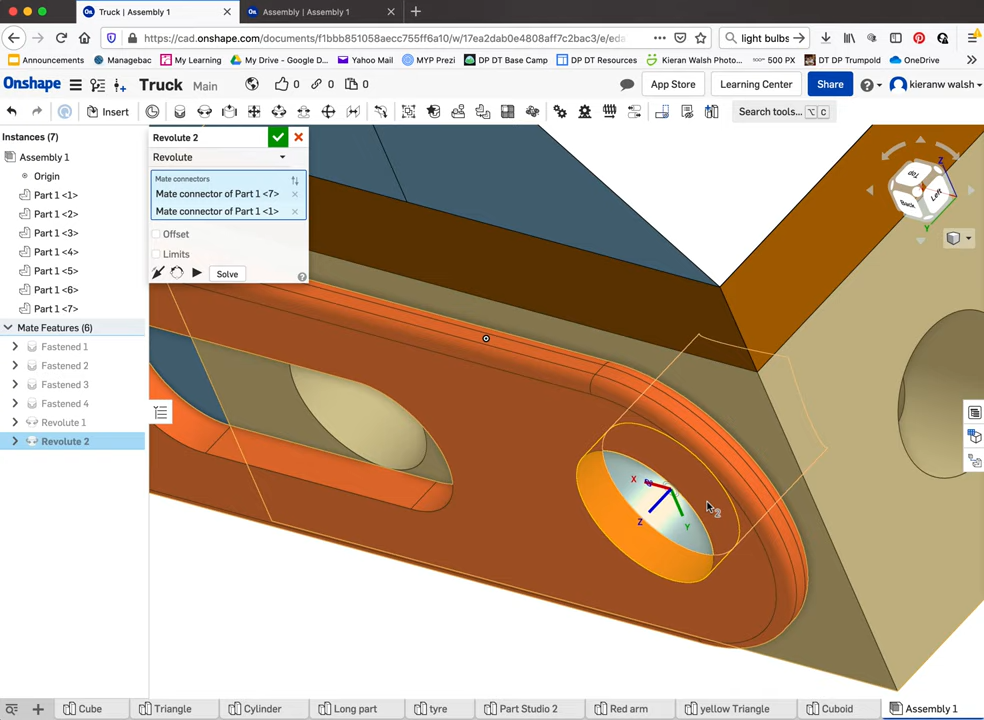 Truck | Assembly 1
Assembly | Assembly 1
https://cad.onshape.com/documents/f1bbb851058aecc755ff6a10/w/17ea2dab0e4808aff7c2bac3/e/eda
light bulbs
Announcements
Managebac
My Learning
My Drive - Google D...
Yahoo Mail
MYP Prezi
DP DT Base Camp
DP DT Resources
Kieran Walsh Photo...
500 PX
DT DP Trumpold
OneDrive
Onshape
Truck
Main
0
0
0
App Store
Learning Center
Share
kieranw walsh
Insert
Search tools...
C
Instances (7)
Assembly 1
Origin
Part 1 <1>
Part 1 <2>
Part 1 <3>
Part 1 <4>
Part 1 <5>
Part 1 <6>
Part 1 <7>
Mate Features (6)
Fastened 1
Fastened 2
Fastened 3
Fastened 4
Revolute 1
Revolute 2
Revolute 2
Revolute
Mate connectors
Mate connector of Part 1 <7>
Mate connector of Part 1 <1>
Offset
Limits
Solve
Top
Back
Left
Z
Y
X
Z
Y
2
Cube
Triangle
Cylinder
Long part
tyre
Part Studio 2
Red arm
yellow Triangle
Cuboid
Assembly 1